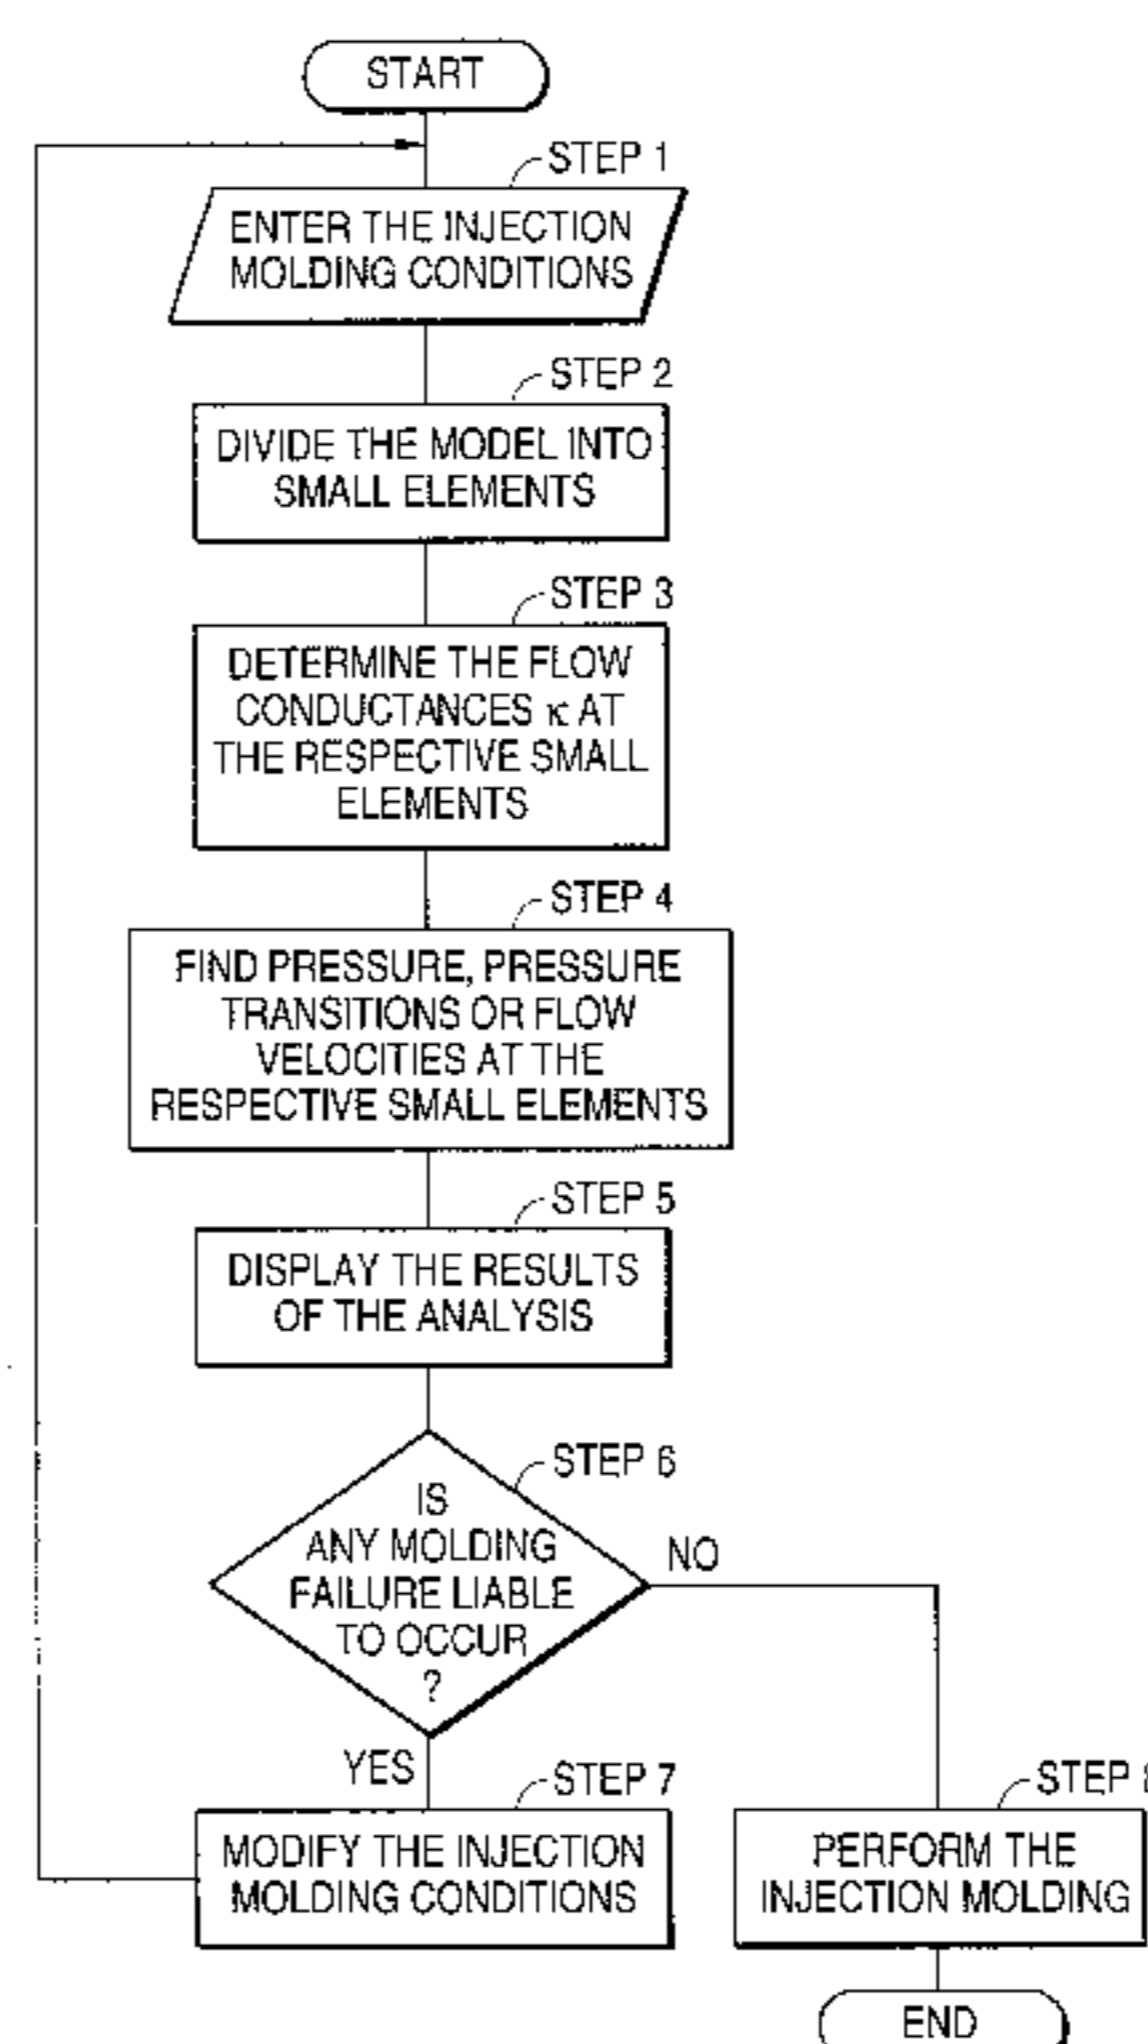 START
STEP 1
ENTER THE INJECTION
MOLDING CONDITIONS
STEP 2
DIVIDE THE MODEL INTO
SMALL ELEMENTS
STEP 3
DETERMINE THE FLOW
CONDUCTANCES κ AT
THE RESPECTIVE SMALL
ELEMENTS
STEP 4
FIND PRESSURE, PRESSURE
TRANSITIONS OR FLOW
VELOCITIES AT THE
RESPECTIVE SMALL ELEMENTS
STEP 5
DISPLAY THE RESULTS
OF THE ANALYSIS
STEP 6
IS
ANY MOLDING
FAILURE LIABLE
TO OCCUR
?
NO
YES
STEP 7
MODIFY THE INJECTION
MOLDING CONDITIONS
STEP
PERFORM THE
INJECTION MOLDING
END